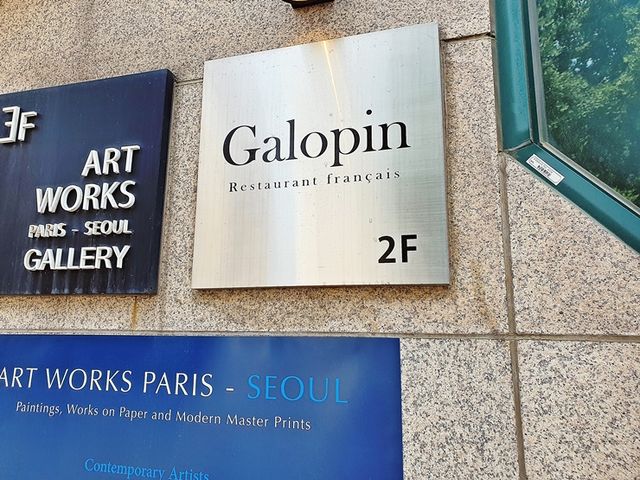 3F
ART
WORKS
PARIS - SEOUL
GALLERY
Galopin
Restaurant français
2F
ART WORKS PARIS - SEOUL
Paintings, Works on Paper and Modern Master Prints
Contemporary Artists